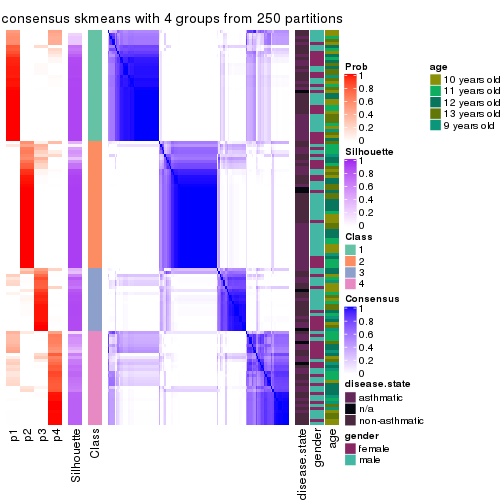 consensus skmeans with 4 groups from 250 partitions
Prob
1
0.8
0.6
0.4
0.2
0
Silhouette
1
0.8
0.6
0.4
0.2
0
Class
1
2
3
4
Consensus
1
0.8
0.6
0.4
0.2
0
disease.state
asthmatic
n/a
non-asthmatic
gender
female
male
age
10 years old
11 years old
12 years old
13 years old
9 years old
p1
p2
p3
p4
Silhouette
Class
disease.state
gender
age